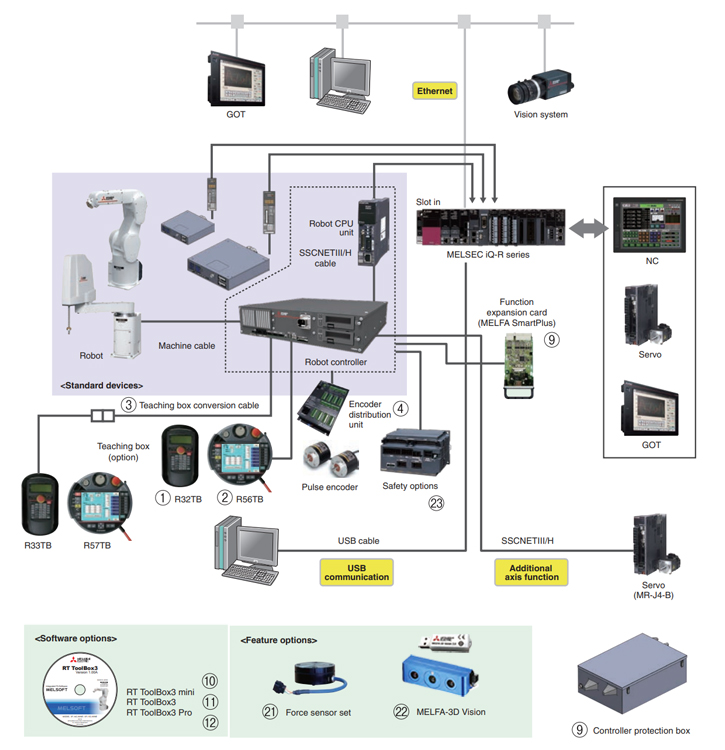 GOT
Ethernet
Vision system
Slot in
Robot CPU
unit
MELSEC iQ-R series
SSCNETIII/H
cable
NC
Function
expansion card
(MELFA SmartPlus)
⑨
Servo
Robot
Machine cable
Robot controller
<Standard devices>
③ Teaching box conversion cable
Encoder
distribution
unit
④
GOT
Teaching box
(option)
① R32TB
② R56TB
Pulse encoder
Safety options
㉓
R33TB
R57TB
USB cable
USB
communication
SSCNETIII/H
Additional
axis function
Servo
(MR-J4-B)
<Software options>
RT ToolBox3
MELSOFT
MELSOFT
RT ToolBox3 mini ⑩
RT ToolBox3 ⑪
RT ToolBox3 Pro ⑫
<Feature options>
㉑ Force sensor set
㉒ MELFA-3D Vision
⑨ Controller protection box